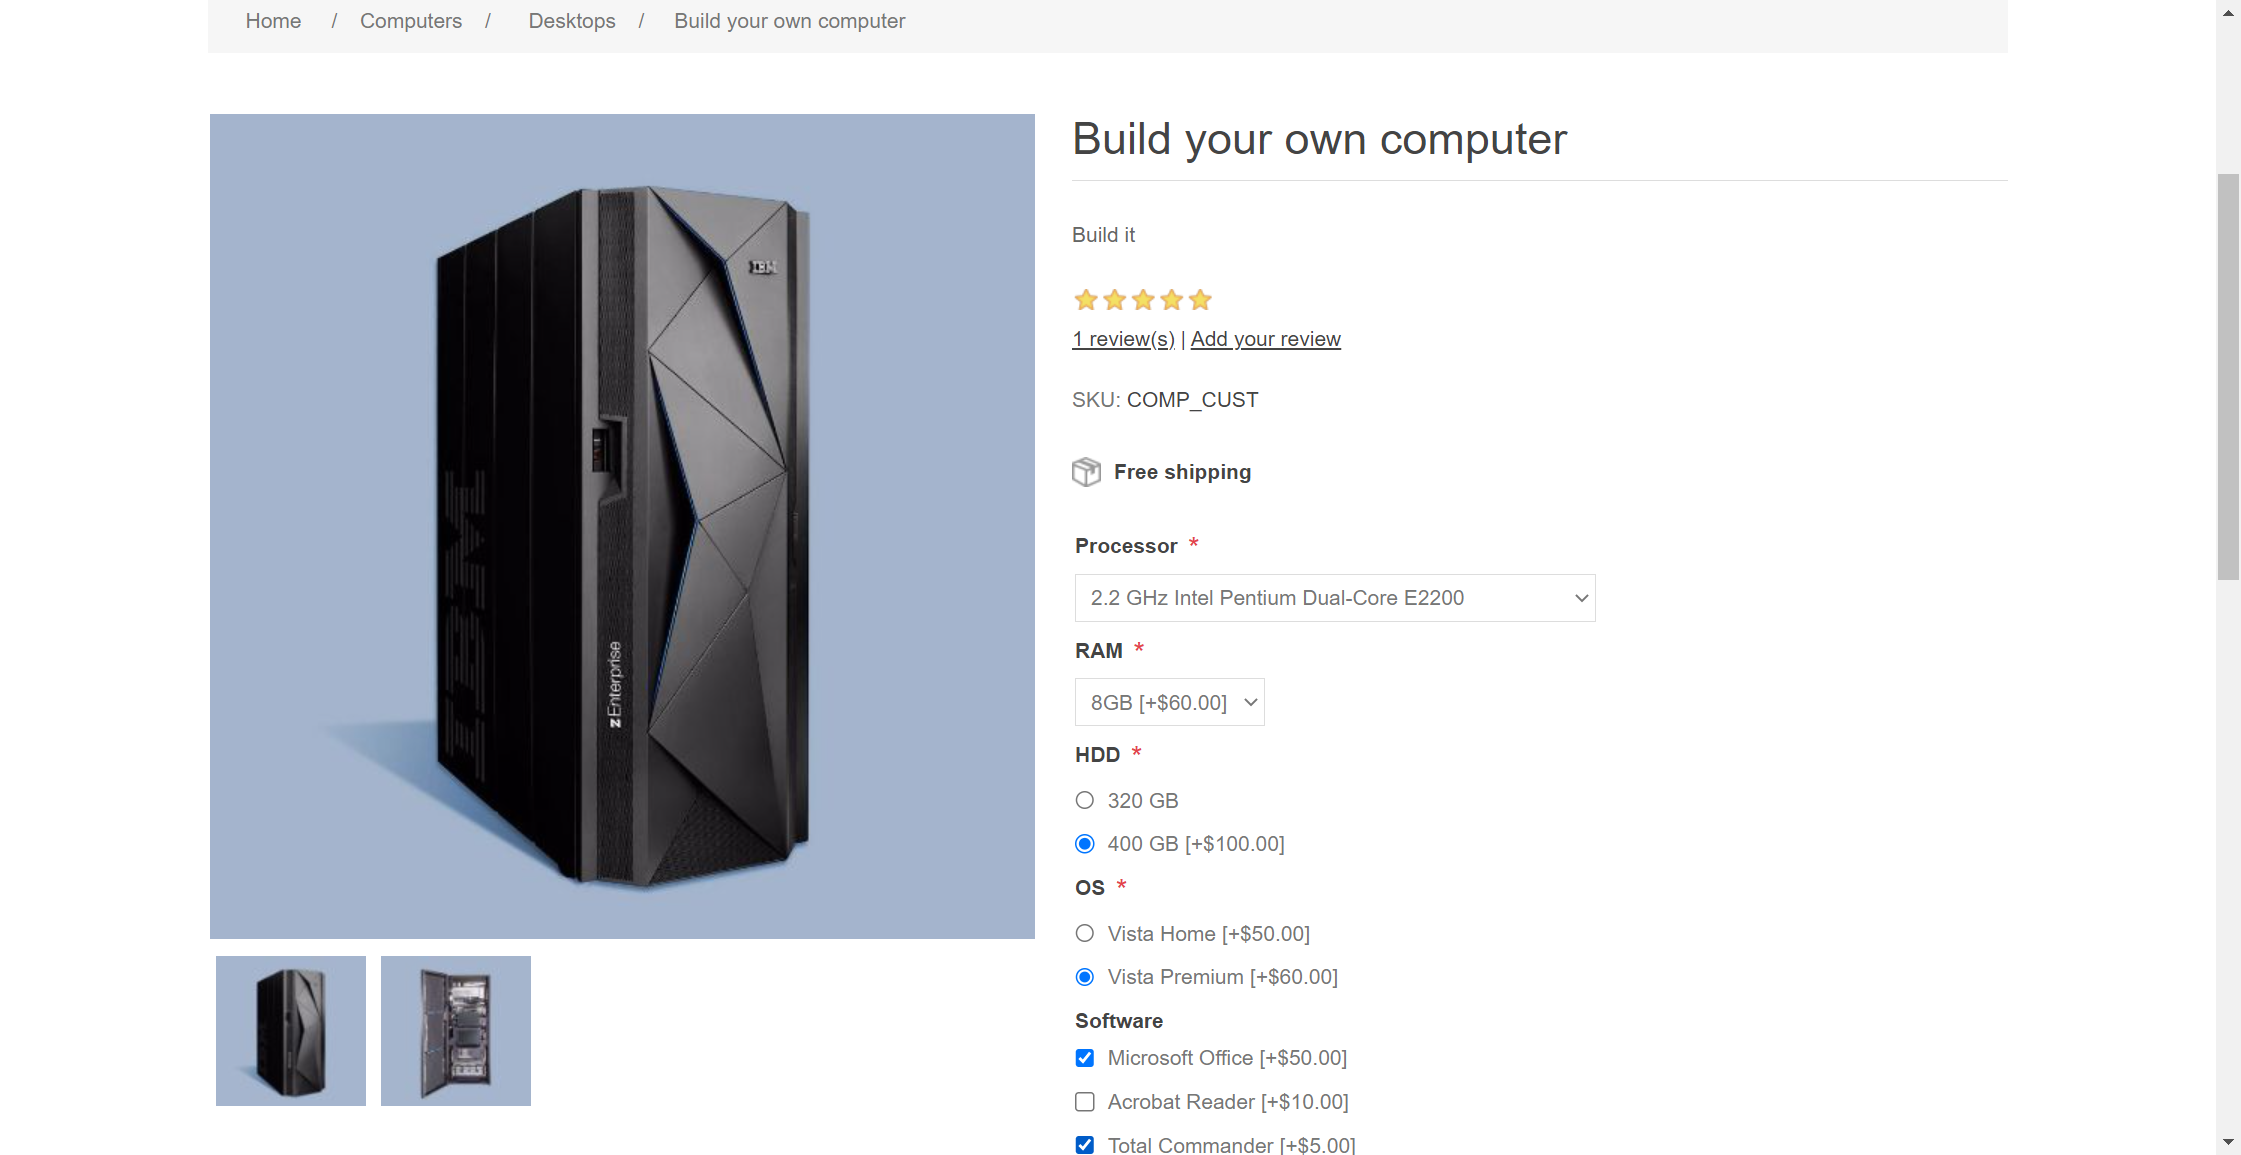 Home / Computers / Desktops / Build your own computer
IBM
IBM
zEnterprise
Build your own computer
Build it
1 review(s) | Add your review
SKU: COMP_CUST
Free shipping
Processor *
2.2 GHz Intel Pentium Dual-Core E2200
RAM *
8GB [+$60.00]
HDD *
320 GB
400 GB [+$100.00]
OS *
Vista Home [+$50.00]
Vista Premium [+$60.00]
Software
Microsoft Office [+$50.00]
Acrobat Reader [+$10.00]
Total Commander [+$5.00]